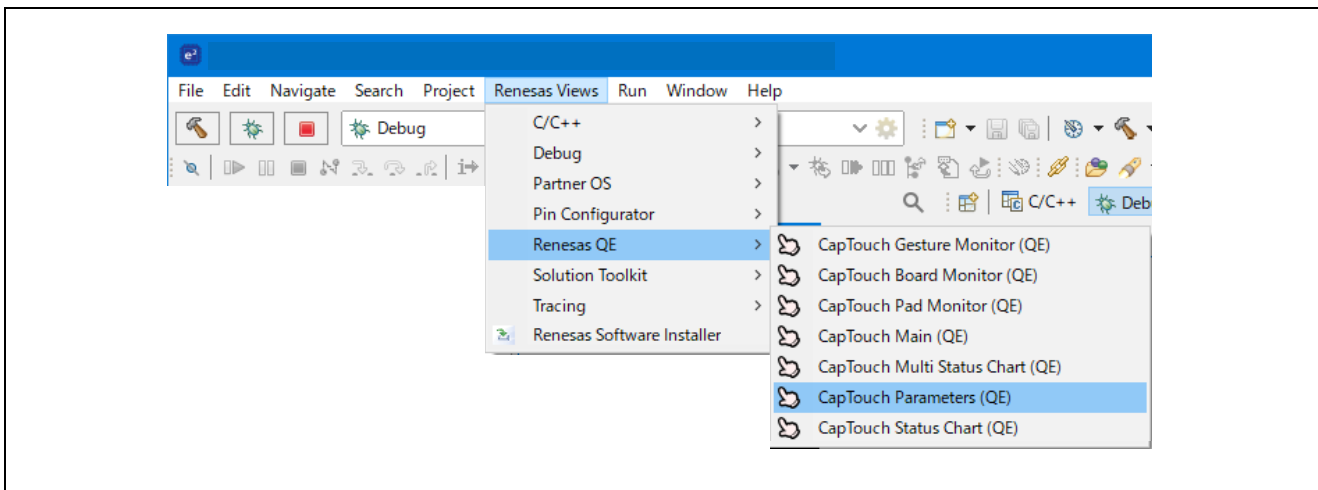 e²
File Edit Navigate Search Project Renesas Views Run Window Help
Debug
C/C++
Debug
Partner OS
Pin Configurator
Renesas QE
Solution Toolkit
Tracing
Renesas Software Installer
C/C++ Deb
CapTouch Gesture Monitor (QE)
CapTouch Board Monitor (QE)
CapTouch Pad Monitor (QE)
CapTouch Main (QE)
CapTouch Multi Status Chart (QE)
CapTouch Parameters (QE)
CapTouch Status Chart (QE)